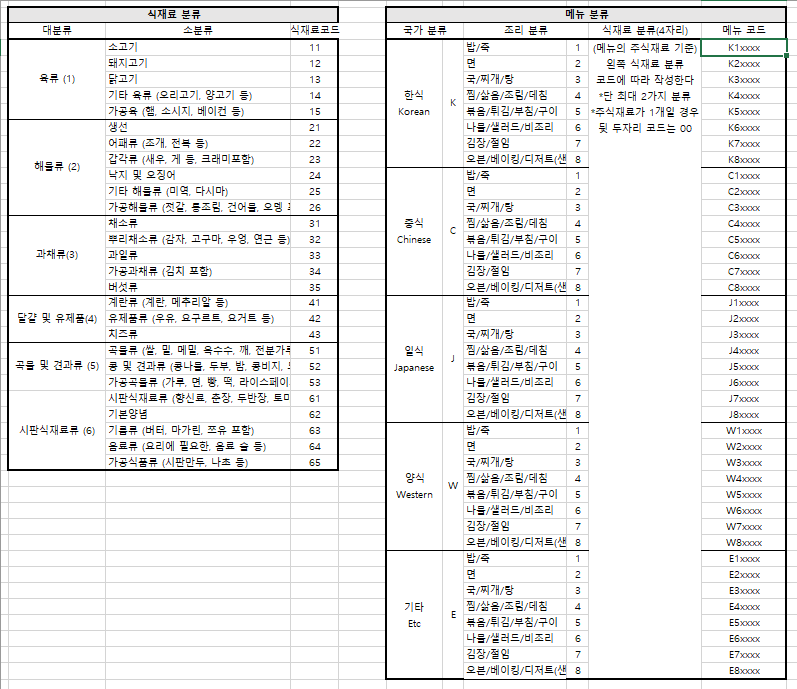 식재료 분류
대분류 소분류 식재료코드
육류 (1)
소고기 11
돼지고기 12
닭고기 13
기타 육류 (오리고기, 양고기 등) 14
가공육 (햄, 소시지, 베이컨 등) 15
해물류 (2)
생선 21
어패류 (조개, 전복 등) 22
갑각류 (새우, 게 등, 크래미포함) 23
낙지 및 오징어 24
기타 해물류 (미역, 다시마) 25
가공해물류 (젓갈, 통조림, 건어물, 오뎅 26
과채류(3)
채소류 31
뿌리채소류 (감자, 고구마, 우엉, 연근 등) 32
과일류 33
가공과채류 (김치 포함) 34
버섯류 35
달걀 및 유제품(4)
계란류 (계란, 메추리알 등) 41
유제품류 (우유, 요구르트, 요거트 등) 42
치즈류 43
곡물 및 견과류 (5)
곡물류 (쌀, 밀, 메밀, 옥수수, 깨, 전분가루 51
콩 및 견과류 (콩나물, 두부, 밤, 콩비지, 52
가공곡물류 (가루, 면, 빵, 떡, 라이스페이 53
시판식재료류 (6)
시판식재료류 (향신료, 춘장, 두반장, 토마 61
기본양념 62
기름류 (버터, 마가린, 쯔유 포함) 63
음료류 (요리에 필요한, 음료 술 등) 64
가공식품류 (시판만두, 나초 등) 65
메뉴 분류
국가 분류 조리 분류 식재료 분류(4자리) 메뉴 코드
(메뉴의 주식재료 기준)
왼쪽 식재료 분류
코드에 따라 작성한다
*단 최대 2가지 분류
*주식재료가 1개일 경우
뒷 두자리 코드는 00
한식
Korean
K
밥/죽 1 K1xxxx
면 2 K2xxxx
국/찌개/탕 3 K3xxxx
찜/삶음/조림/데침 4 K4xxxx
볶음/튀김/부침/구이 5 K5xxxx
나물/샐러드/비조리 6 K6xxxx
김장/절임 7 K7xxxx
오븐/베이킹/디저트(샌 8 K8xxxx
중식
Chinese
C
밥/죽 1 C1xxxx
면 2 C2xxxx
국/찌개/탕 3 C3xxxx
찜/삶음/조림/데침 4 C4xxxx
볶음/튀김/부침/구이 5 C5xxxx
나물/샐러드/비조리 6 C6xxxx
김장/절임 7 C7xxxx
오븐/베이킹/디저트(샌 8 C8xxxx
일식
Japanese
J
밥/죽 1 J1xxxx
면 2 J2xxxx
국/찌개/탕 3 J3xxxx
찜/삶음/조림/데침 4 J4xxxx
볶음/튀김/부침/구이 5 J5xxxx
나물/샐러드/비조리 6 J6xxxx
김장/절임 7 J7xxxx
오븐/베이킹/디저트(샌 8 J8xxxx
양식
Western
W
밥/죽 1 W1xxxx
면 2 W2xxxx
국/찌개/탕 3 W3xxxx
찜/삶음/조림/데침 4 W4xxxx
볶음/튀김/부침/구이 5 W5xxxx
나물/샐러드/비조리 6 W6xxxx
김장/절임 7 W7xxxx
오븐/베이킹/디저트(샌 8 W8xxxx
기타
Etc
E
밥/죽 1 E1xxxx
면 2 E2xxxx
국/찌개/탕 3 E3xxxx
찜/삶음/조림/데침 4 E4xxxx
볶음/튀김/부침/구이 5 E5xxxx
나물/샐러드/비조리 6 E6xxxx
김장/절임 7 E7xxxx
오븐/베이킹/디저트(샌 8 E8xxxx